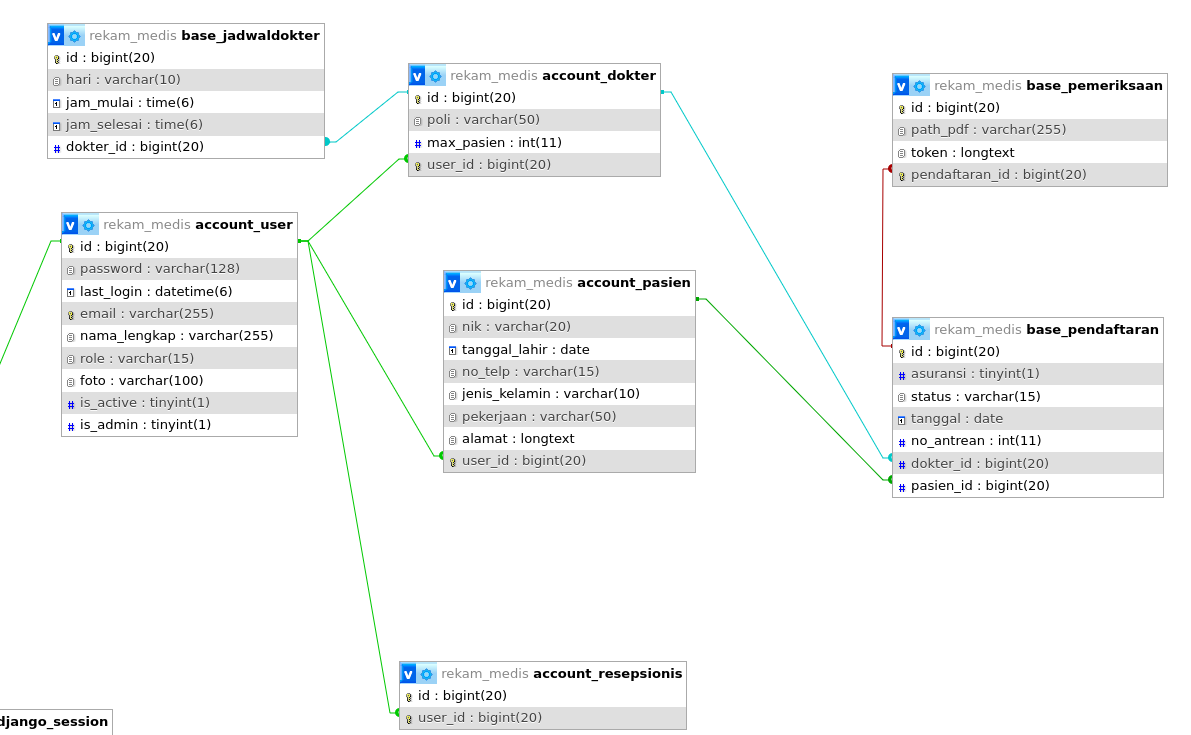 rekam_medis base_jadwaldokter
id : bigint(20)
hari : varchar(10)
jam_mulai : time(6)
jam_selesai : time(6)
dokter_id : bigint(20)
rekam_medis account_dokter
id : bigint(20)
poli : varchar(50)
max_pasien : int(11)
user_id : bigint(20)
rekam_medis base_pemeriksaan
id : bigint(20)
path_pdf : varchar(255)
token : longtext
pendaftaran_id : bigint(20)
rekam_medis account_user
id : bigint(20)
password : varchar(128)
last_login : datetime(6)
email : varchar(255)
nama_lengkap : varchar(255)
role : varchar(15)
foto : varchar(100)
is_active : tinyint(1)
is_admin : tinyint(1)
rekam_medis account_pasien
id : bigint(20)
nik : varchar(20)
tanggal_lahir : date
no_telp : varchar(15)
jenis_kelamin : varchar(10)
pekerjaan : varchar(50)
alamat : longtext
user_id : bigint(20)
rekam_medis base_pendaftaran
id : bigint(20)
asuransi : tinyint(1)
status : varchar(15)
tanggal : date
no_antrean : int(11)
dokter_id : bigint(20)
pasien_id : bigint(20)
rekam_medis account_resepsionis
id : bigint(20)
user_id : bigint(20)
django_session